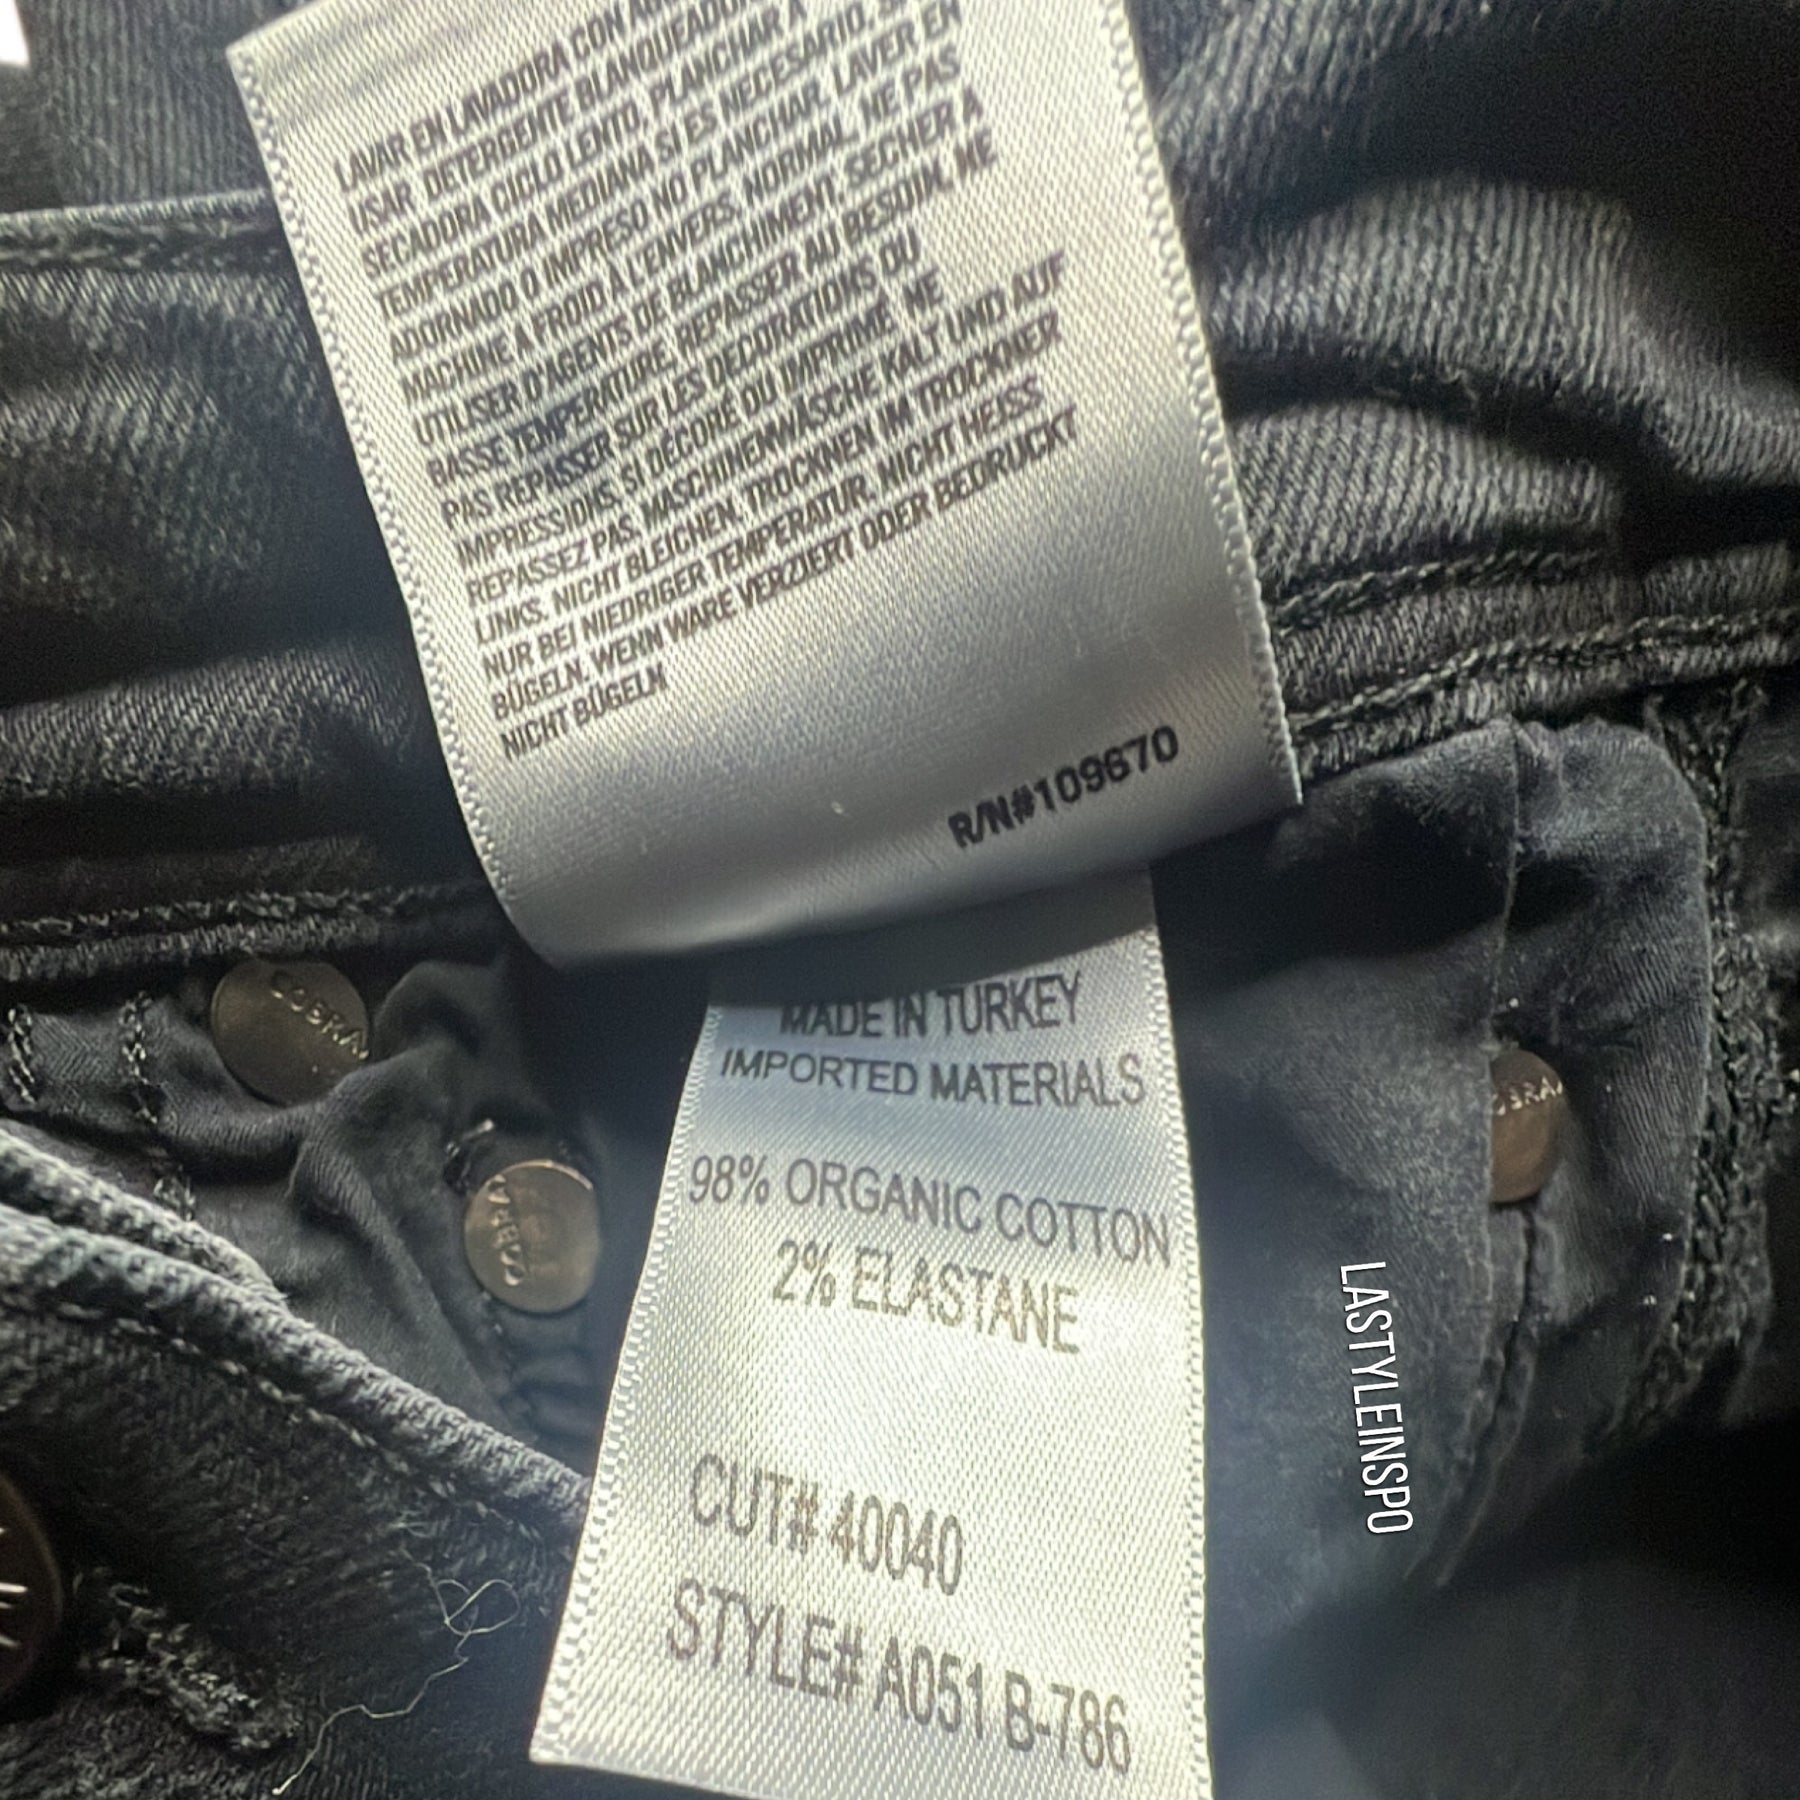 LAVAR EN LAVADORA CON
USAR DETERGENTE BLANQUEADOR
SECADORA CICLO LENTO, PLANCHAR A
TEMPERATURA MEDIANA SI ES NECESARIO,
ADORNADO O IMPRESO NO PLANCHAR. LAVER EN
MACHINE A FROID À L'ENVERS, NORMAL, NE PAS
UTILISER D'AGENTS DE BLANCHIMENT, SECHER A
BASSE TEMPERATURE, REPASSER AU BESOIN, NE
PAS REPASSER SUR LES DECORATIONS OU
IMPRESSIONS, SI DÉCORÉ OU IMPRIME NE
REPASSEZ PAS, MASCHINENWÄSCHE KALT UND AUF
LINKS, NICHT BLEICHEN, TROCKNEN IM TROCKNER
NUR BEI NIEDRIGER TEMPERATUR, NICHT HEISS
BÜGELN, WENN WARE VERZIERT ODER BEDRUCKT
NICHT BÜGELN
R/N#109670
MADE IN TURKEY
IMPORTED MATERIALS
98% ORGANIC COTTON
2% ELASTANE
CUT# 40040
STYLE# A051 B-786
COBRA
COBRA
LASTYLEINSPO